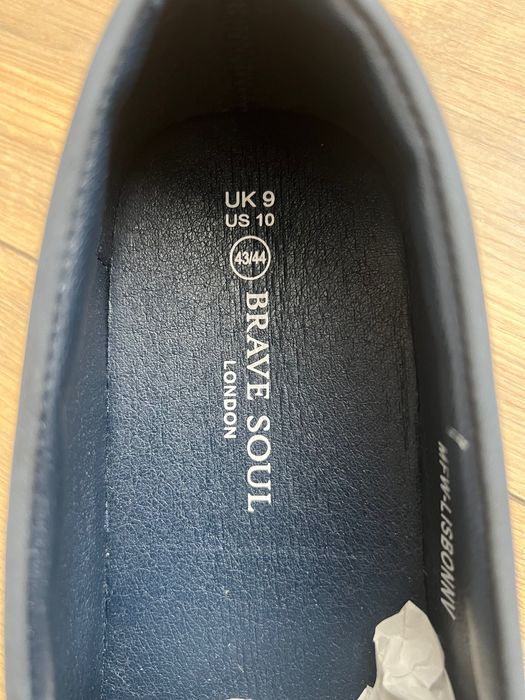 UK 9
US 10
43/44
BRAVE SOUL
LONDON
MFW-LISBONNV